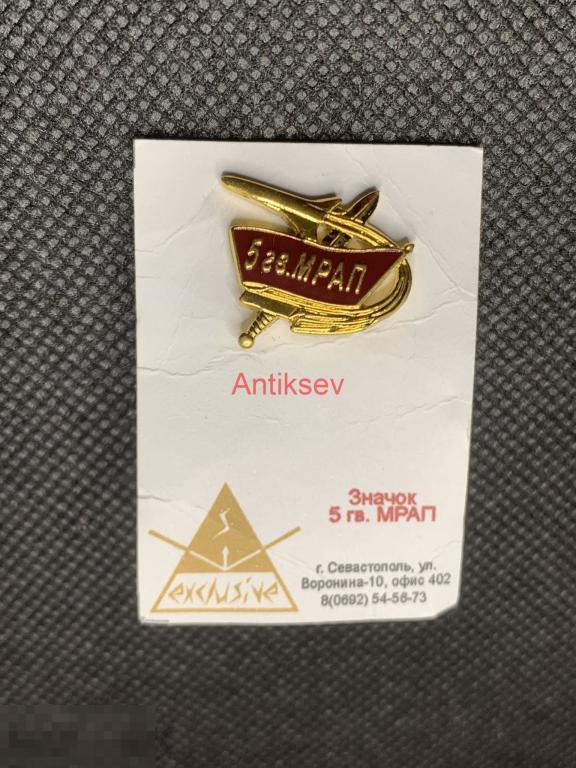 5 гв. МРАП
Antiksev
Значок
5 гв. МРАП
exclusive
г. Севастополь, ул.
Воронина-10, офис 402
8(0692) 54-56-73